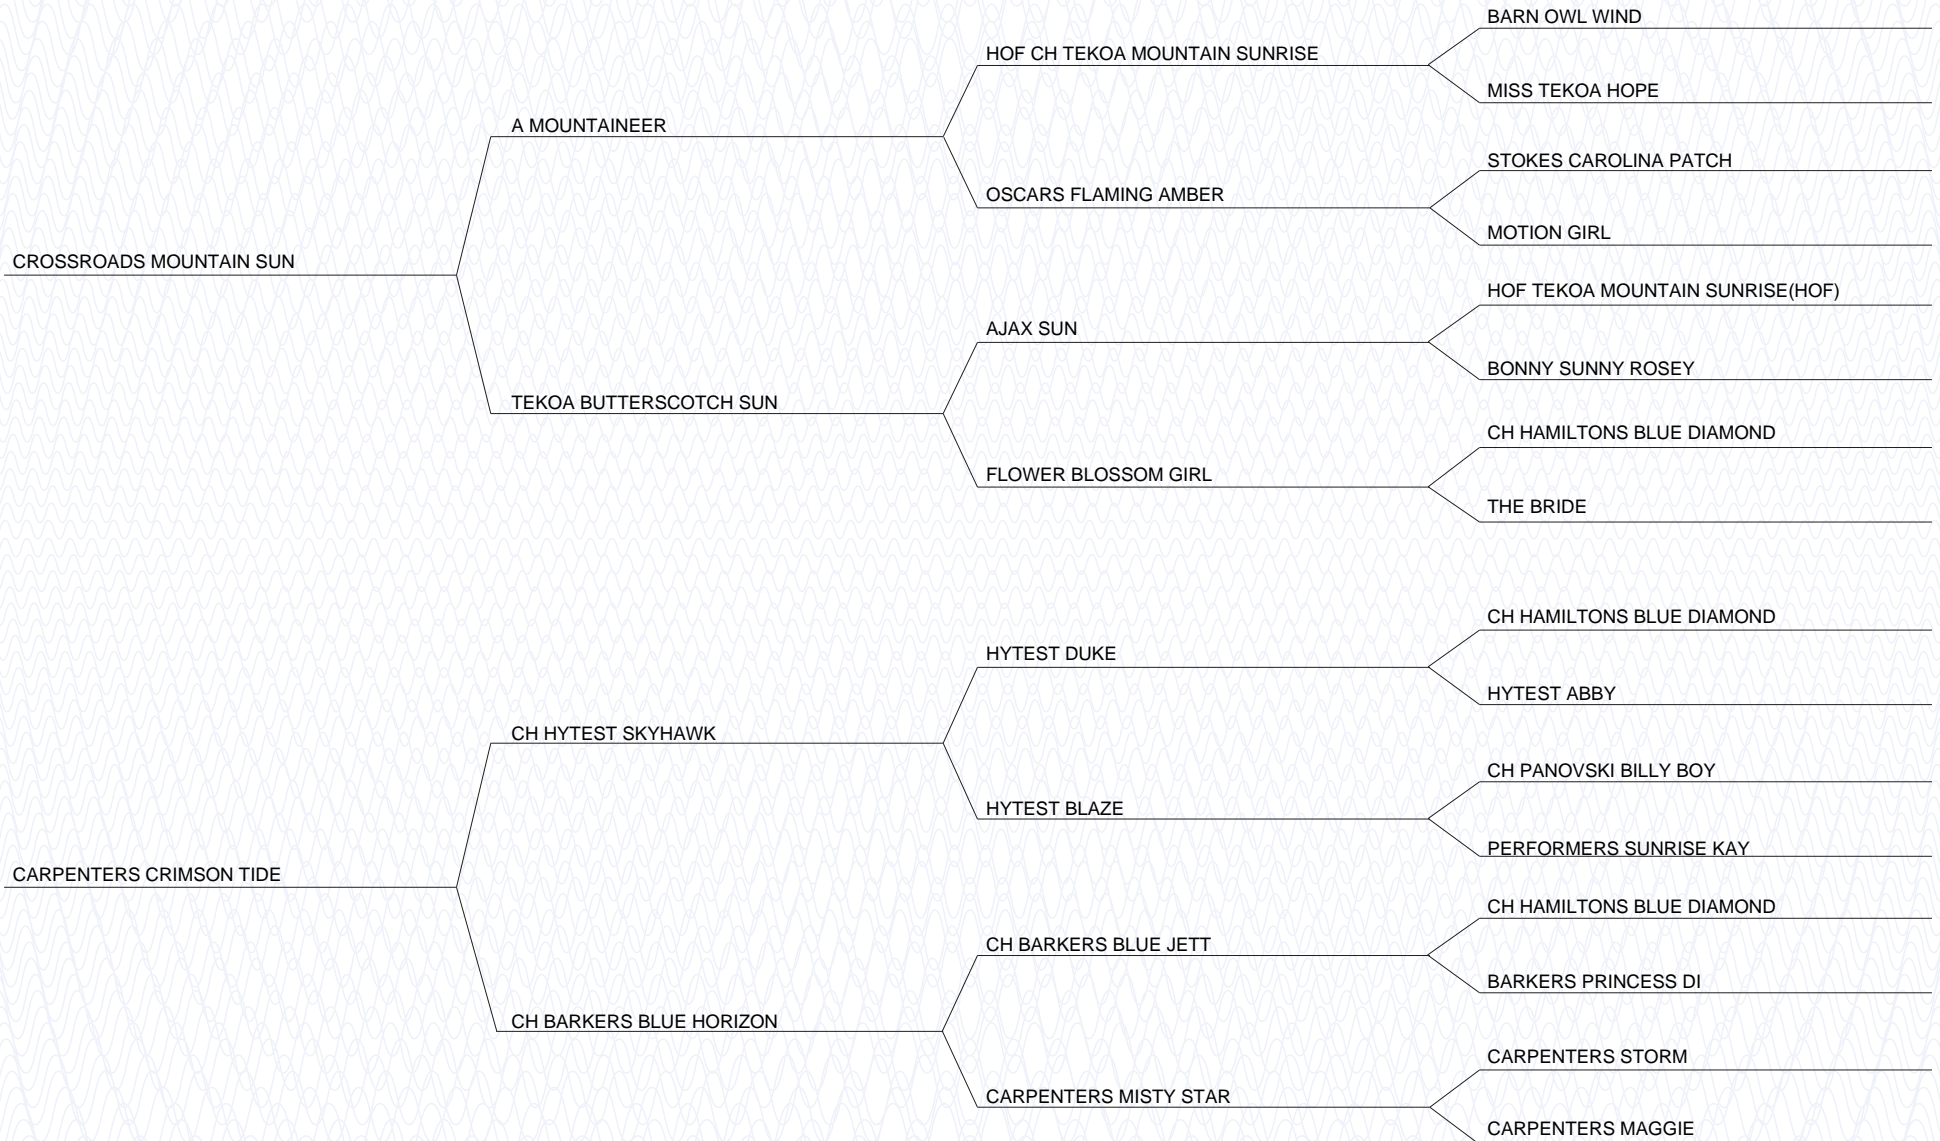 BARN OWL WIND
HOF CH TEKOA MOUNTAIN SUNRISE
MISS TEKOA HOPE
A MOUNTAINEER
STOKES CAROLINA PATCH
OSCARS FLAMING AMBER
MOTION GIRL
CROSSROADS MOUNTAIN SUN
HOF TEKOA MOUNTAIN SUNRISE(HOF)
AJAX SUN
BONNY SUNNY ROSEY
TEKOA BUTTERSCOTCH SUN
CH HAMILTONS BLUE DIAMOND
FLOWER BLOSSOM GIRL
THE BRIDE
CH HAMILTONS BLUE DIAMOND
HYTEST DUKE
HYTEST ABBY
CH HYTEST SKYHAWK
CH PANOVSKI BILLY BOY
HYTEST BLAZE
PERFORMERS SUNRISE KAY
CARPENTERS CRIMSON TIDE
CH HAMILTONS BLUE DIAMOND
CH BARKERS BLUE JETT
BARKERS PRINCESS DI
CH BARKERS BLUE HORIZON
CARPENTERS STORM
CARPENTERS MISTY STAR
CARPENTERS MAGGIE